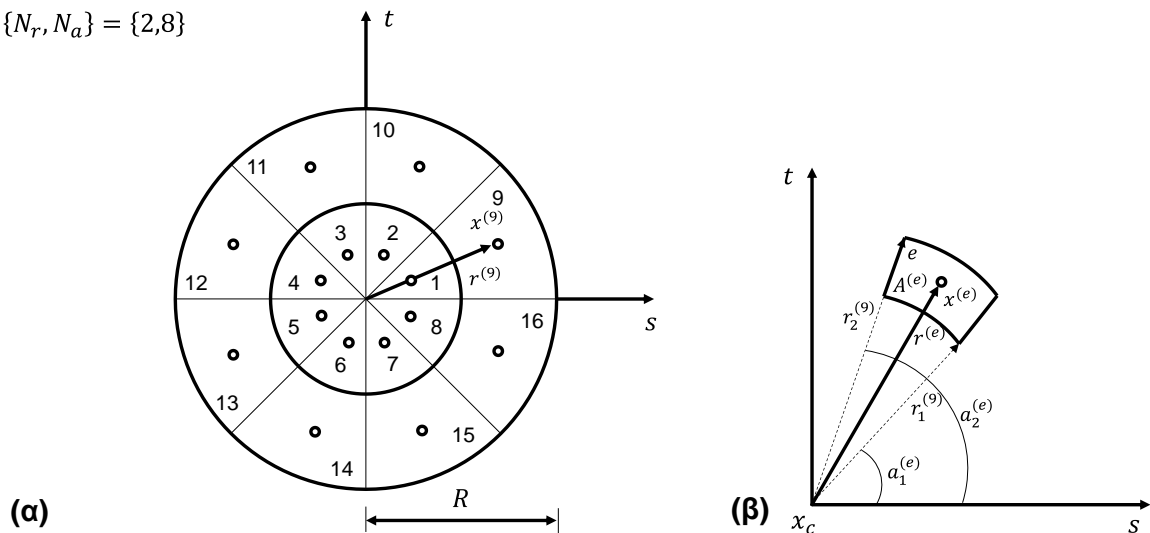 {N_r, N_a} = {2,8}
t
10
11
9
x^(9)
3
2
r^(9)
4
1
12
s
5
8
16
6
7
13
15
14
R
(α)
t
e
A^(e)
x^(e)
r_2^(9)
r^(e)
r_1^(9)
a_2^(e)
a_1^(e)
x_c
s
(β)